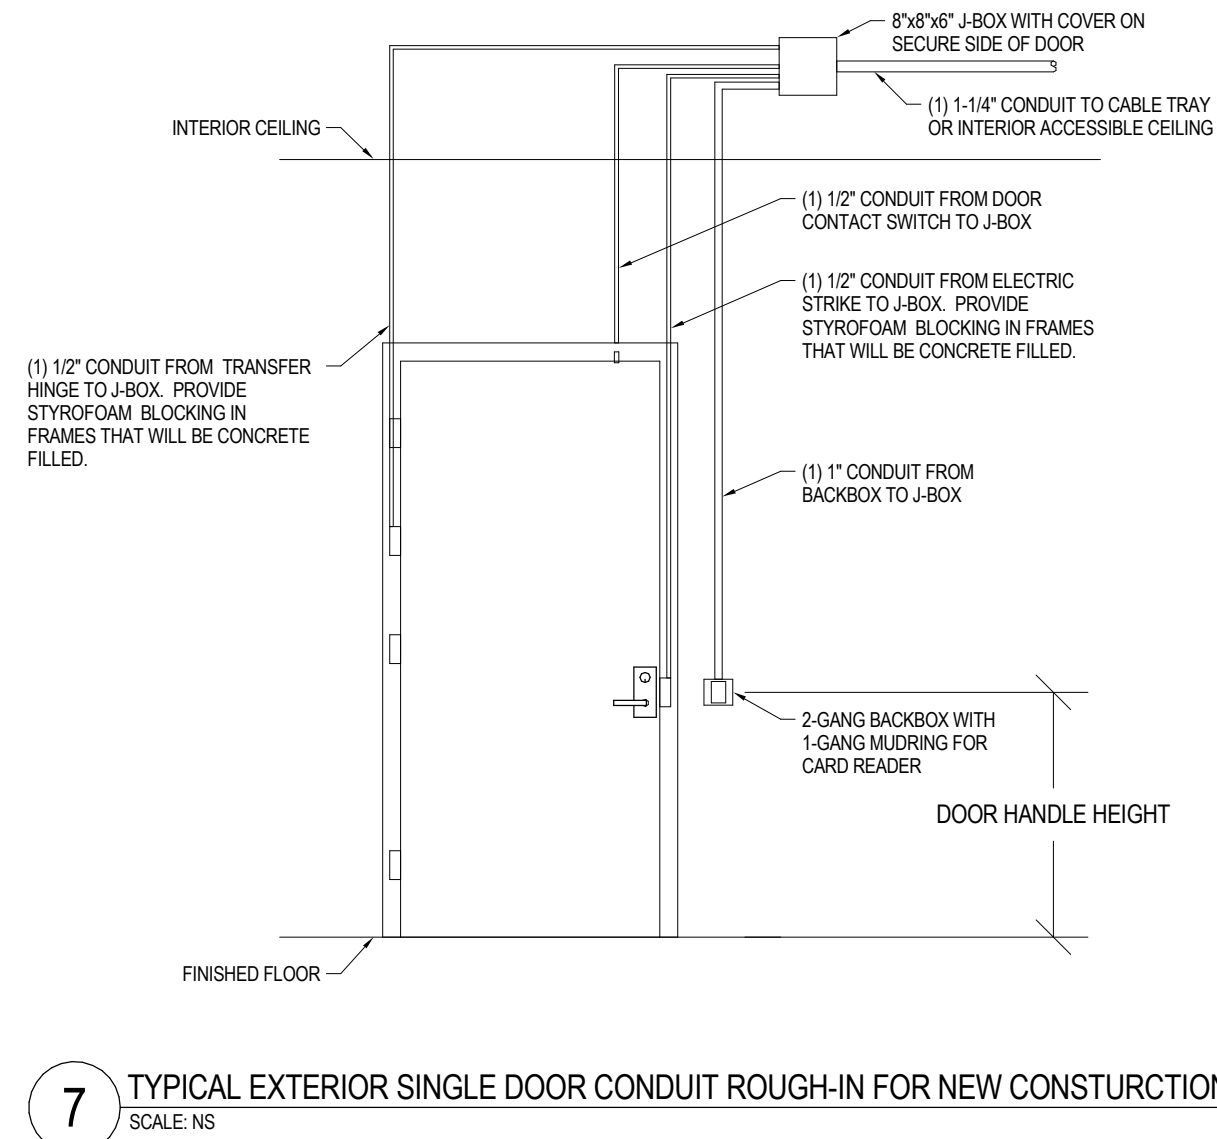 8"x8"x6" J-BOX WITH COVER ON
SECURE SIDE OF DOOR
(1) 1-1/4" CONDUIT TO CABLE TRAY
OR INTERIOR ACCESSIBLE CEILING
INTERIOR CEILING
(1) 1/2" CONDUIT FROM DOOR
CONTACT SWITCH TO J-BOX
(1) 1/2" CONDUIT FROM ELECTRIC
STRIKE TO J-BOX. PROVIDE
STYROFOAM BLOCKING IN FRAMES
THAT WILL BE CONCRETE FILLED.
(1) 1/2" CONDUIT FROM TRANSFER
HINGE TO J-BOX. PROVIDE
STYROFOAM BLOCKING IN
FRAMES THAT WILL BE CONCRETE
FILLED.
(1) 1" CONDUIT FROM
BACKBOX TO J-BOX
2-GANG BACKBOX WITH
1-GANG MUDRING FOR
CARD READER
DOOR HANDLE HEIGHT
FINISHED FLOOR
7
TYPICAL EXTERIOR SINGLE DOOR CONDUIT ROUGH-IN FOR NEW CONSTURCTION
SCALE: NS